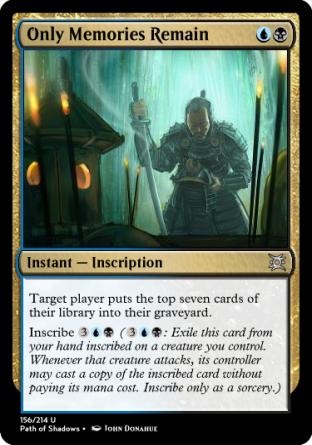 Only Memories Remain
Instant — Inscription
Target player puts the top seven cards of
their library into their graveyard.
Inscribe 3 ( 3 : Exile this card from
your hand inscribed on a creature you control.
Whenever that creature attacks, its controller
may cast a copy of the inscribed card without
paying its mana cost. Inscribe only as a sorcery.)
156/214 U
Path of Shadows • John Donahue